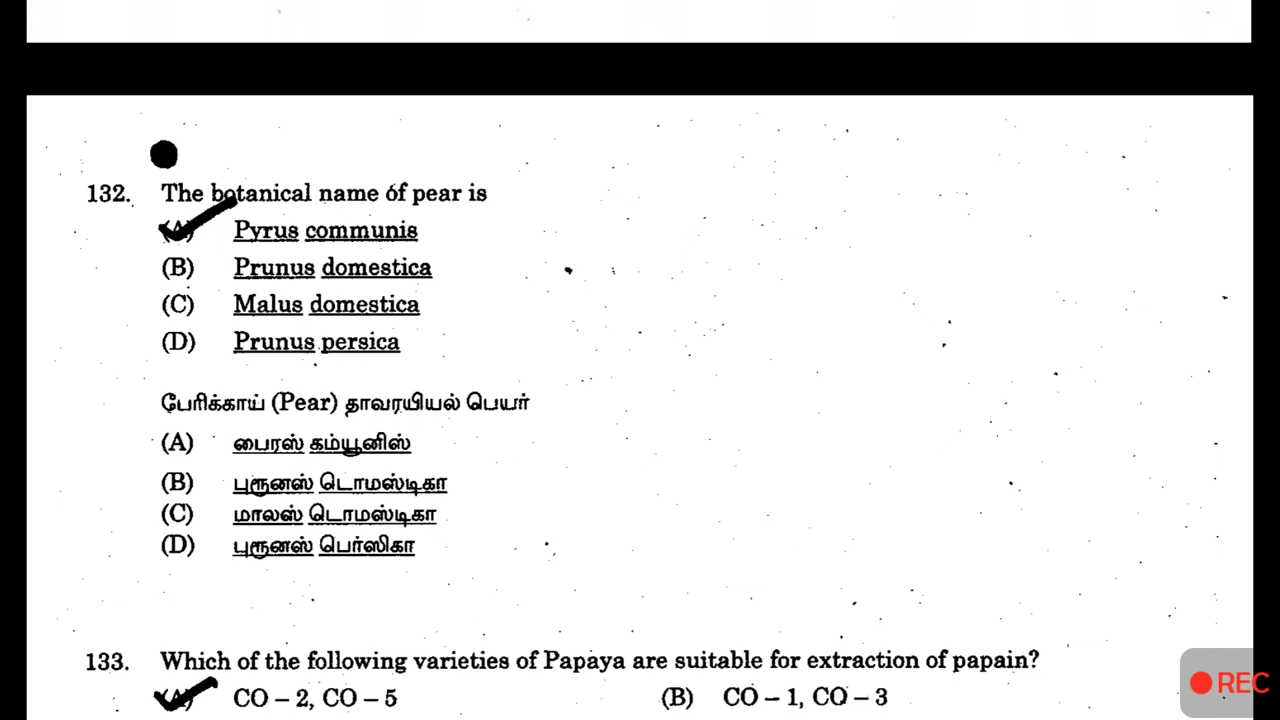 132. The botanical name of pear is
(A) Pyrus communis
(B) Prunus domestica
(C) Malus domestica
(D) Prunus persica
பேரிக்காய் (Pear) தாவரயியல் பெயர்
(A) பைரஸ் கம்யூனிஸ்
(B) புரூனஸ் டொமஸ்டிகா
(C) மாலஸ் டொமஸ்டிகா
(D) புரூனஸ் பெர்ஸிகா
133. Which of the following varieties of Papaya are suitable for extraction of papain?
(A) CO – 2, CO – 5 (B) CO – 1, CO – 3
REC